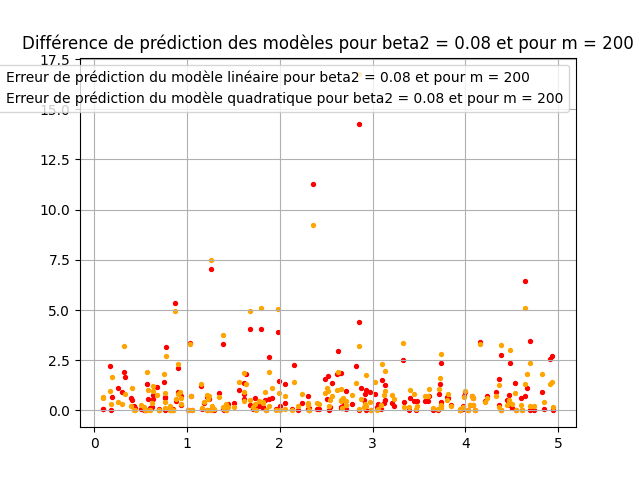 Différence de prédiction des modèles pour beta2 = 0.08 et pour m = 200
Erreur de prédiction du modèle linéaire pour beta2 = 0.08 et pour m = 200
Erreur de prédiction du modèle quadratique pour beta2 = 0.08 et pour m = 200
17.5
15.0
12.5
10.0
7.5
5.0
2.5
0.0
0 1 2 3 4 5